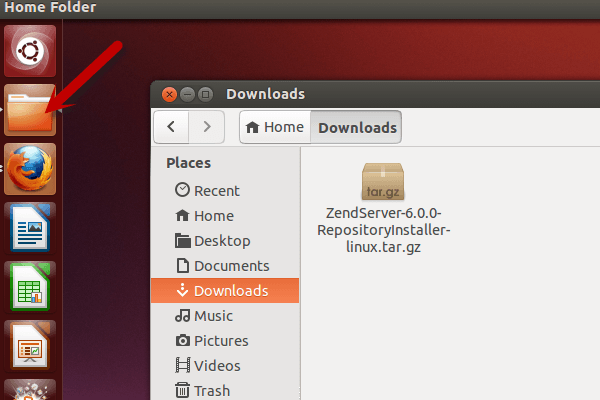 Home Folder
Downloads
Home
Downloads
Places
Recent
Home
Desktop
Documents
Downloads
Music
Pictures
Videos
Trash
tar.gz
ZendServer-6.0.0-
RepositoryInstaller-
linux.tar.gz